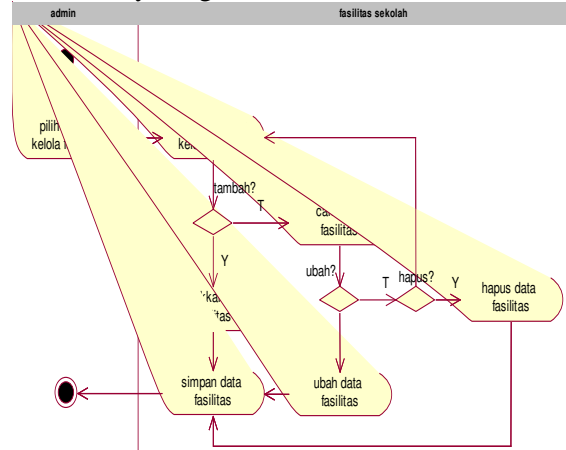 admin
fasilitas sekolah
pilih
kelola
tambah?
T
fasilitas
ubah?
Y
T
hapus?
Y
hapus data
fasilitas
simpan data
fasilitas
ubah data
fasilitas